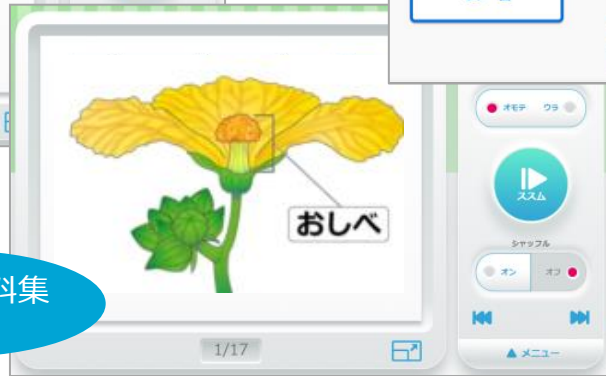 オモテ ウラ
ススム
おしべ
シャッフル
オン オフ
料集
1/17
▲ メニュー